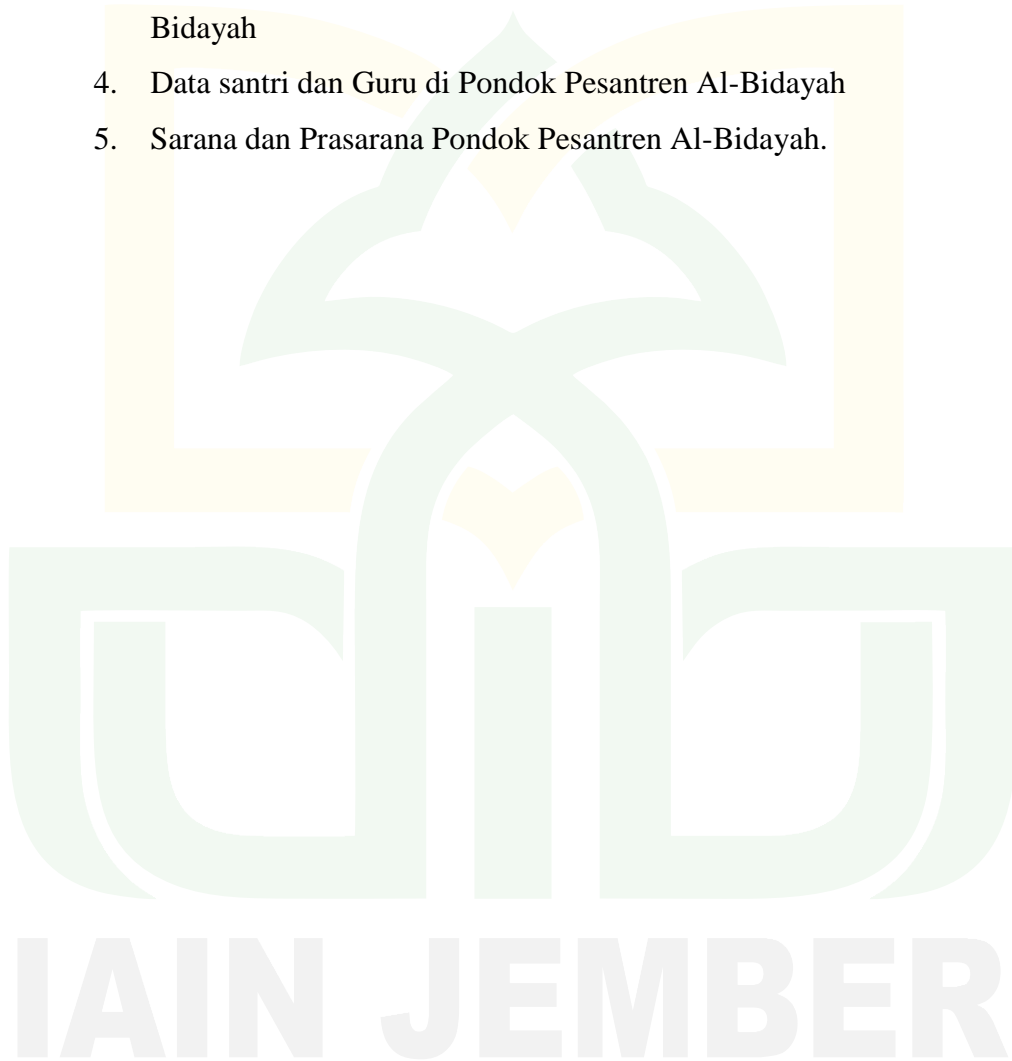 Bidayah
4. Data santri dan Guru di Pondok Pesantren Al-Bidayah
5. Sarana dan Prasarana Pondok Pesantren Al-Bidayah.
IAIN JEMBER